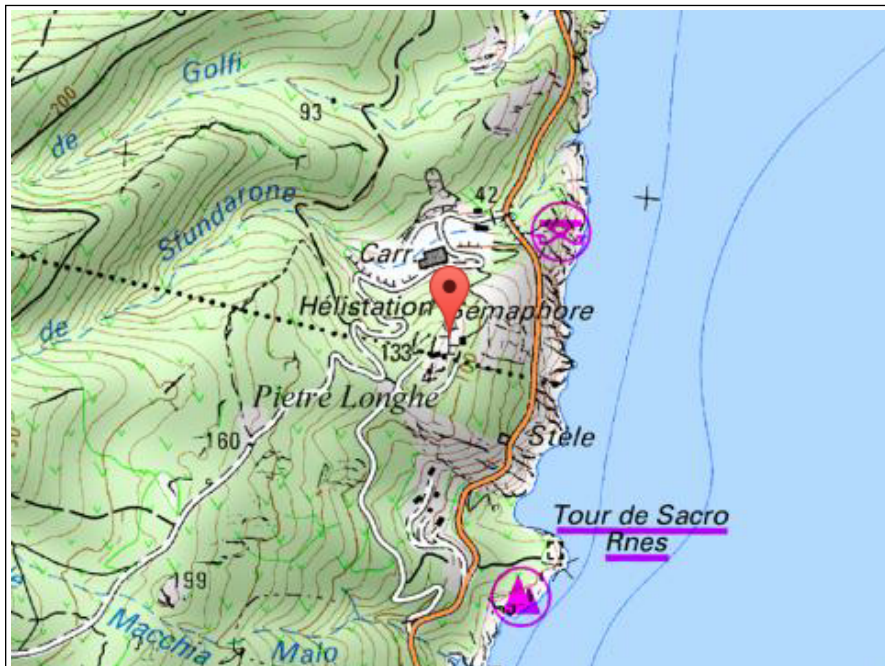 Golfi
de
200
93
Sfundarone
de
42
Carr
Hélistation
Sémaphore
133
Pietre Longhe
160
Stèle
Tour de Sacro
Rnes
199
Macchia
Maio